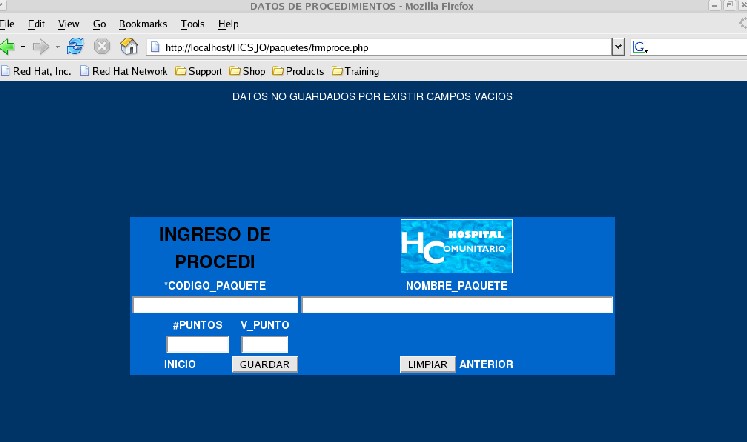 DATOS DE PROCEDIMIENTOS - Mozilla Firefox
File Edit View Go Bookmarks Tools Help
http://localhost/HCSJO/paquetes/frmproce.php
Red Hat, Inc. Red Hat Network Support Shop Products Training
DATOS NO GUARDADOS POR EXISTIR CAMPOS VACIOS
INGRESO DE
PROCEDI
HOSPITAL
HC OMUNITARIO
*CODIGO_PAQUETE NOMBRE_PAQUETE
#PUNTOS V_PUNTO
INICIO GUARDAR LIMPIAR ANTERIOR